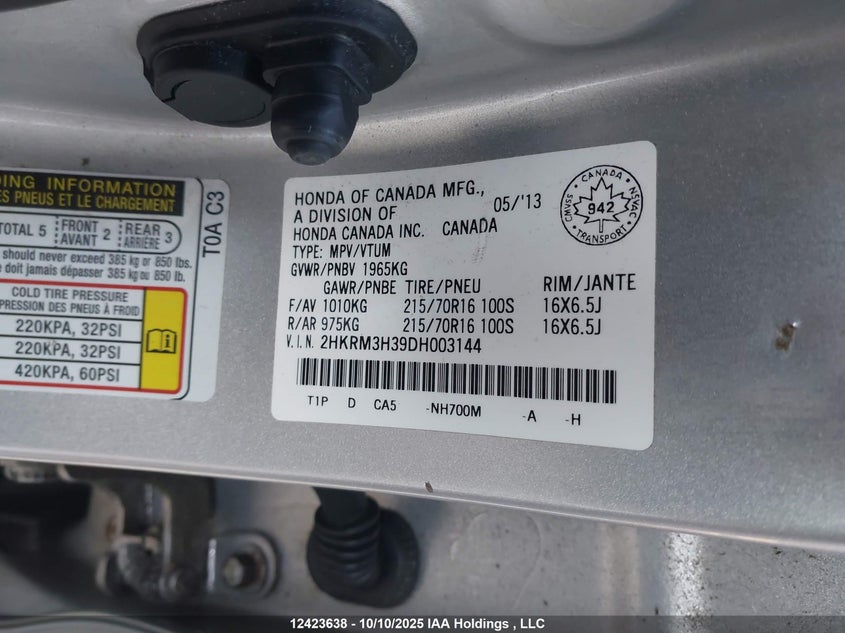 DING INFORMATION
ES PNEUS ET LE CHARGEMENT
TOTAL 5 FRONT AVANT 2 REAR ARRIÈRE 3
should never exceed 385 kg or 850 lbs.
doit jamais dépasser 385 kg ou 850 lb.
COLD TIRE PRESSURE
PRESSION DES PNEUS À FROID
220KPA, 32PSI
220KPA, 32PSI
420KPA, 60PSI
T0A C3
HONDA OF CANADA MFG., 05/'13
A DIVISION OF
HONDA CANADA INC. CANADA
TYPE: MPV/VTUM
GVWR/PNBV 1965KG
GAWR/PNBE TIRE/PNEU RIM/JANTE
F/AV 1010KG 215/70R16 100S 16X6.5J
R/AR 975KG 215/70R16 100S 16X6.5J
V.I.N. 2HKRM3H39DH003144
T1P D CA5 -NH700M -A -H
CANADA
CMVSS NSVAC
942
TRANSPORT
12423638 - 10/10/2025 IAA Holdings , LLC